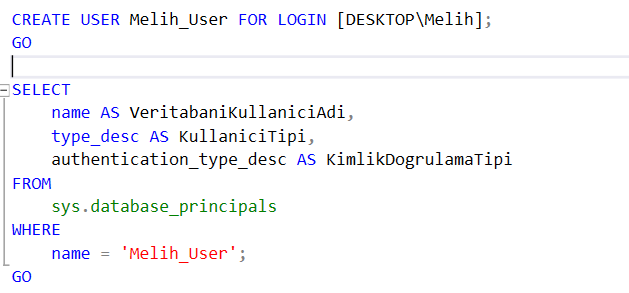 CREATE USER Melih_User FOR LOGIN [DESKTOP\Melih];
GO
SELECT
name AS VeritabaniKullaniciAdi,
type_desc AS KullaniciTipi,
authentication_type_desc AS KimlikDogrulamaTipi
FROM
sys.database_principals
WHERE
name = 'Melih_User';
GO